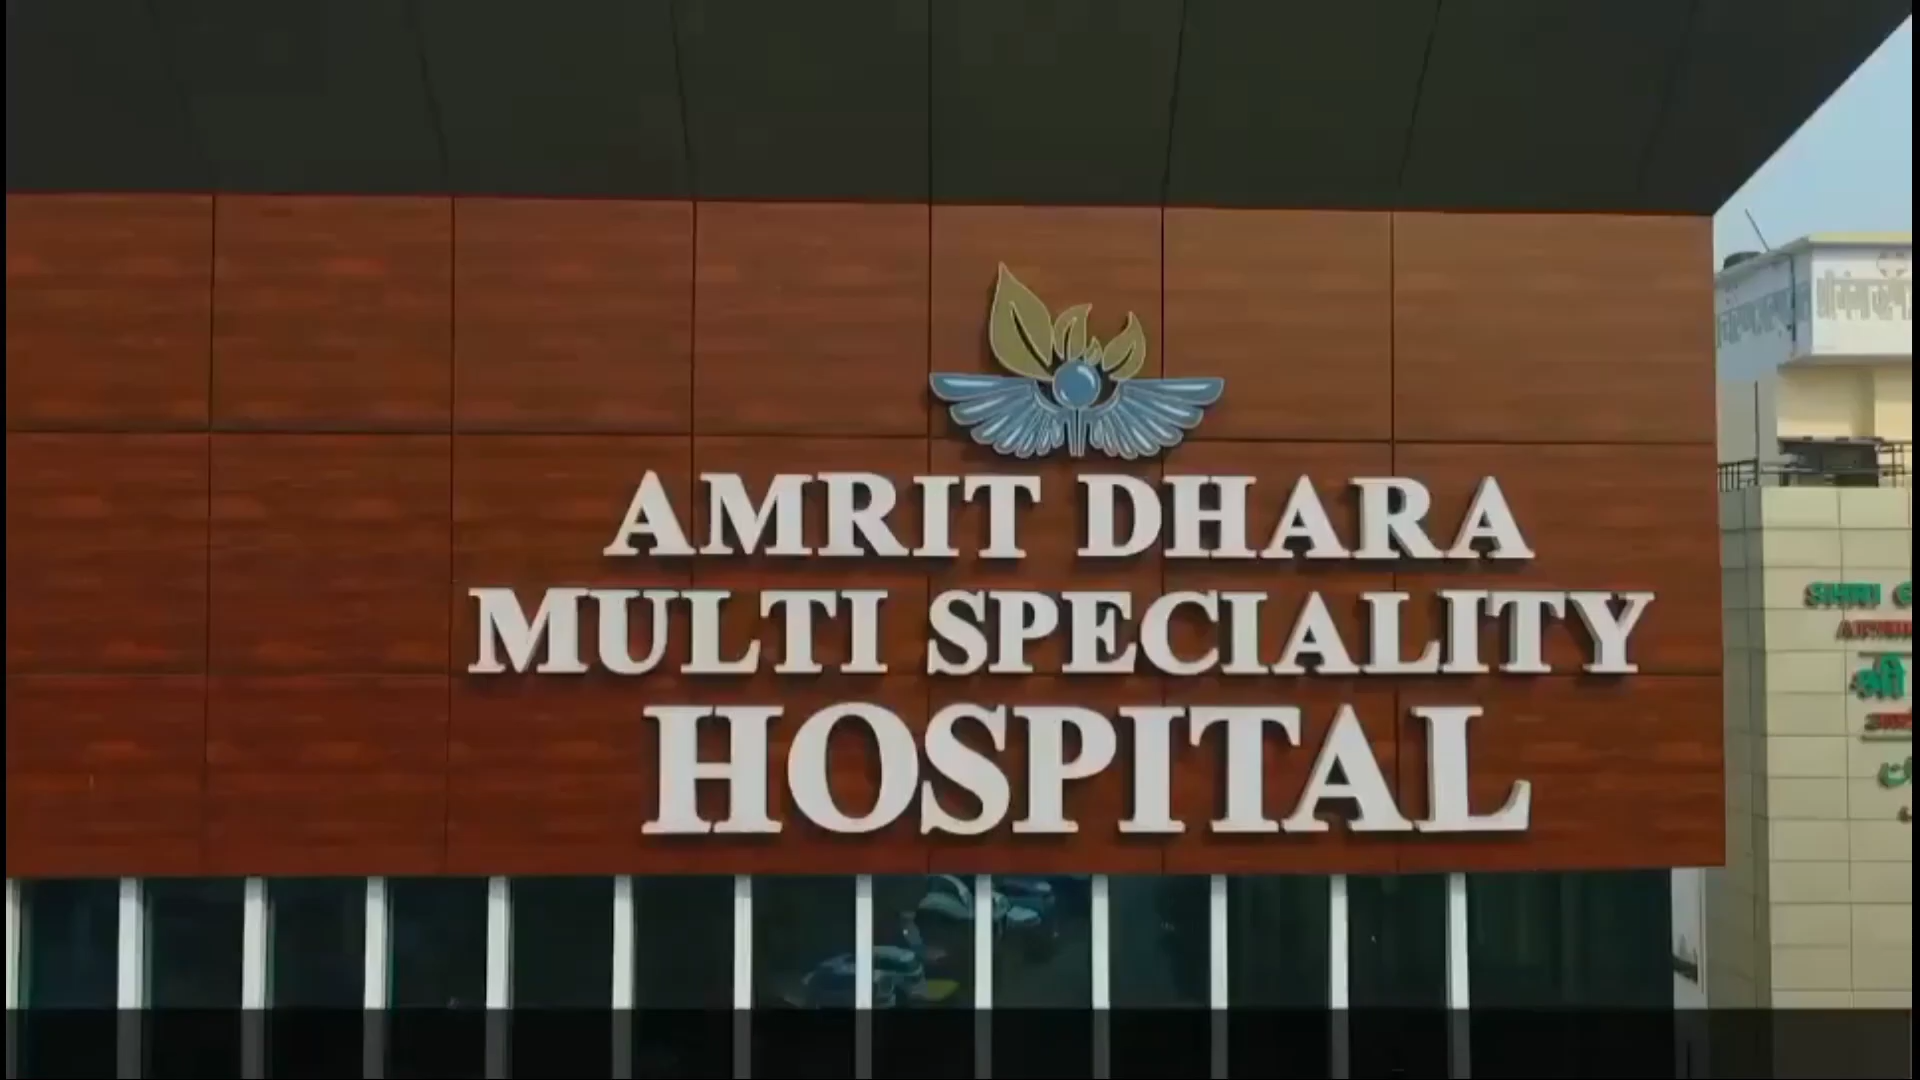 AMRIT DHARA
MULTI SPECIALITY
HOSPITAL
श्री